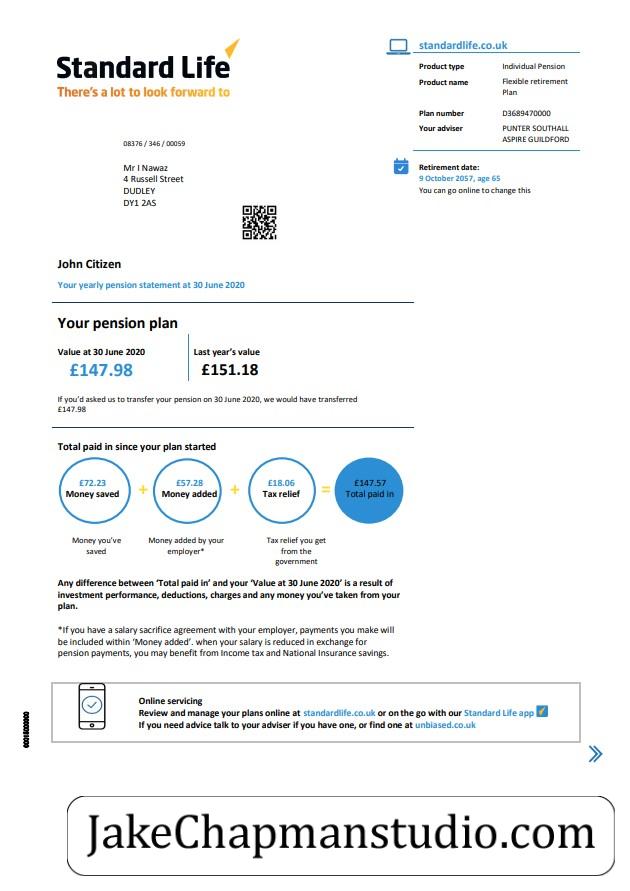 Standard Life
There's a lot to look forward to
standardlife.co.uk
Product type Individual Pension
Product name Flexible retirement
Plan
Plan number D3689470000
Your adviser PUNTER SOUTHALL
ASPIRE GUILDFORD
08376 / 346 / 00059
Mr I Nawaz
4 Russell Street
DUDLEY
DY1 2AS
Retirement date:
9 October 2057, age 65
You can go online to change this
John Citizen
Your yearly pension statement at 30 June 2020
Your pension plan
Value at 30 June 2020 Last year's value
£147.98 £151.18
If you'd asked us to transfer your pension on 30 June 2020, we would have transferred
£147.98
Total paid in since your plan started
£72.23 + £57.28 + £18.06 = £147.57
Money saved Money added Tax relief Total paid in
Money you've Money added by your Tax relief you get
saved employer* from the
government
Any difference between 'Total paid in' and your 'Value at 30 June 2020' is a result of
investment performance, deductions, charges and any money you've taken from your
plan.
*If you have a salary sacrifice agreement with your employer, payments you make will
be included within 'Money added'. when your salary is reduced in exchange for
pension payments, you may benefit from Income tax and National Insurance savings.
Online servicing
Review and manage your plans online at standardlife.co.uk or on the go with our Standard Life app
If you need advice talk to your adviser if you have one, or find one at unbiased.co.uk
JakeChapmanstudio.com